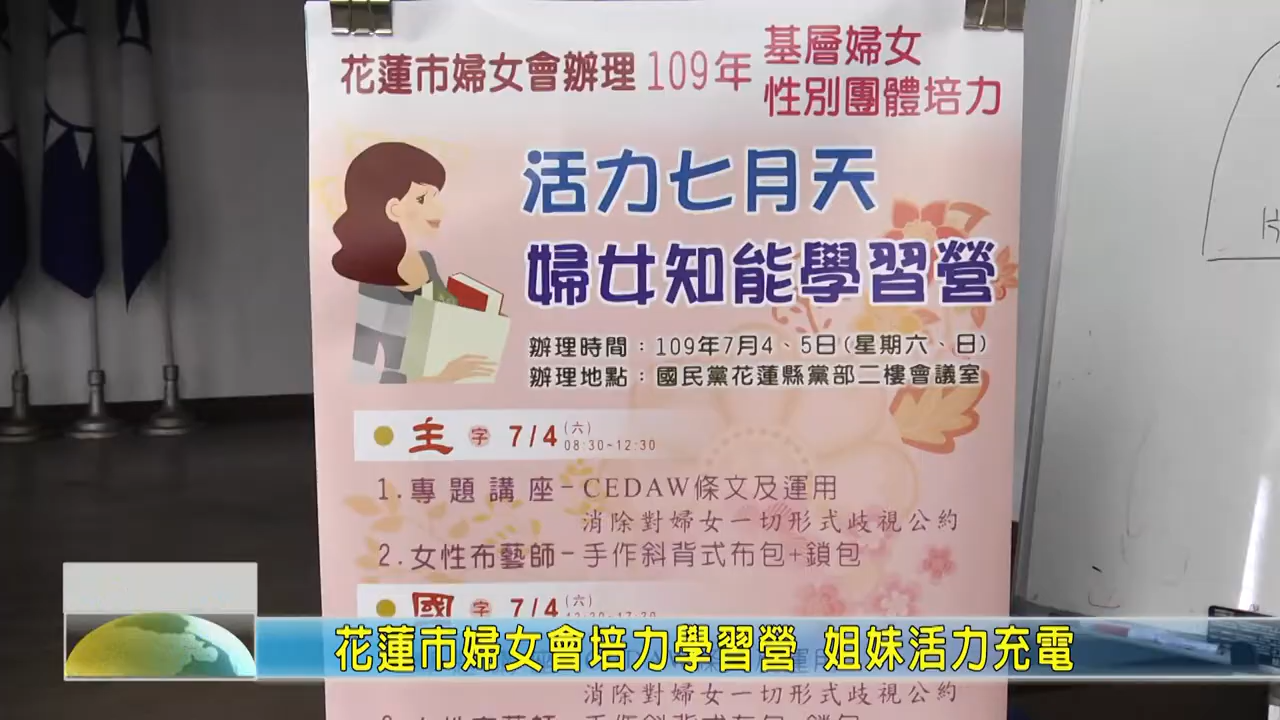 花蓮市婦女會辦理109年 基層婦女
性別團體培力
活力七月天
婦女知能學習營
辦理時間：109年7月4、5日(星期六、日)
辦理地點：國民黨花蓮縣黨部二樓會議室
主 字 7/4 (六) 08:30~12:30
1.專題講座-CEDAW條文及運用
消除對婦女一切形式歧視公約
2.女性布藝師-手作斜背式布包+鎖包
國 字 7/4 (六)
花蓮市婦女會培力學習營 姐妹活力充電
消除對婦女一切形式歧視公約